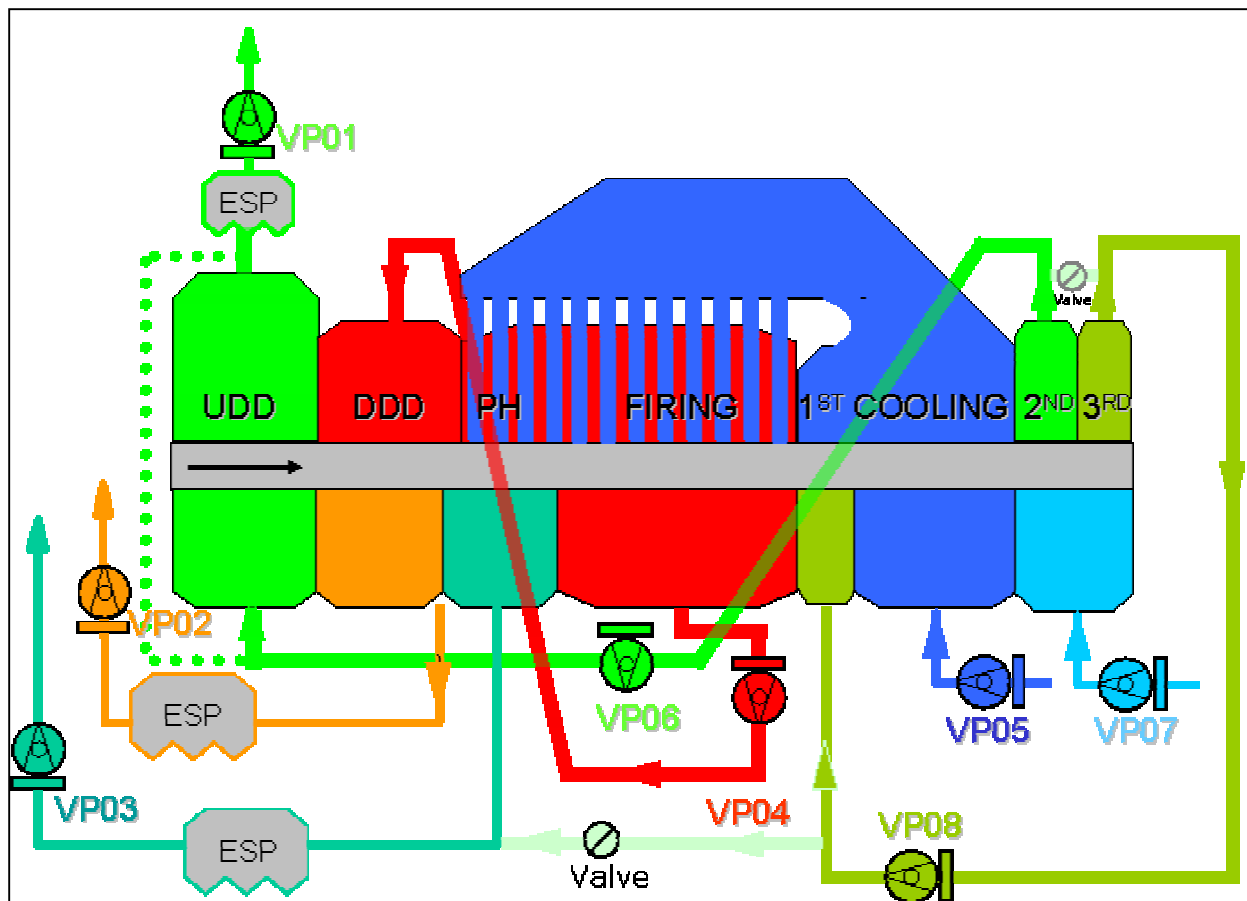 VP01
ESP
Valve
UDD DDD PH FIRING 1ST COOLING 2ND 3RD
VP02
ESP
VP06
VP05
VP07
VP03
VP04
ESP
VP08
Valve